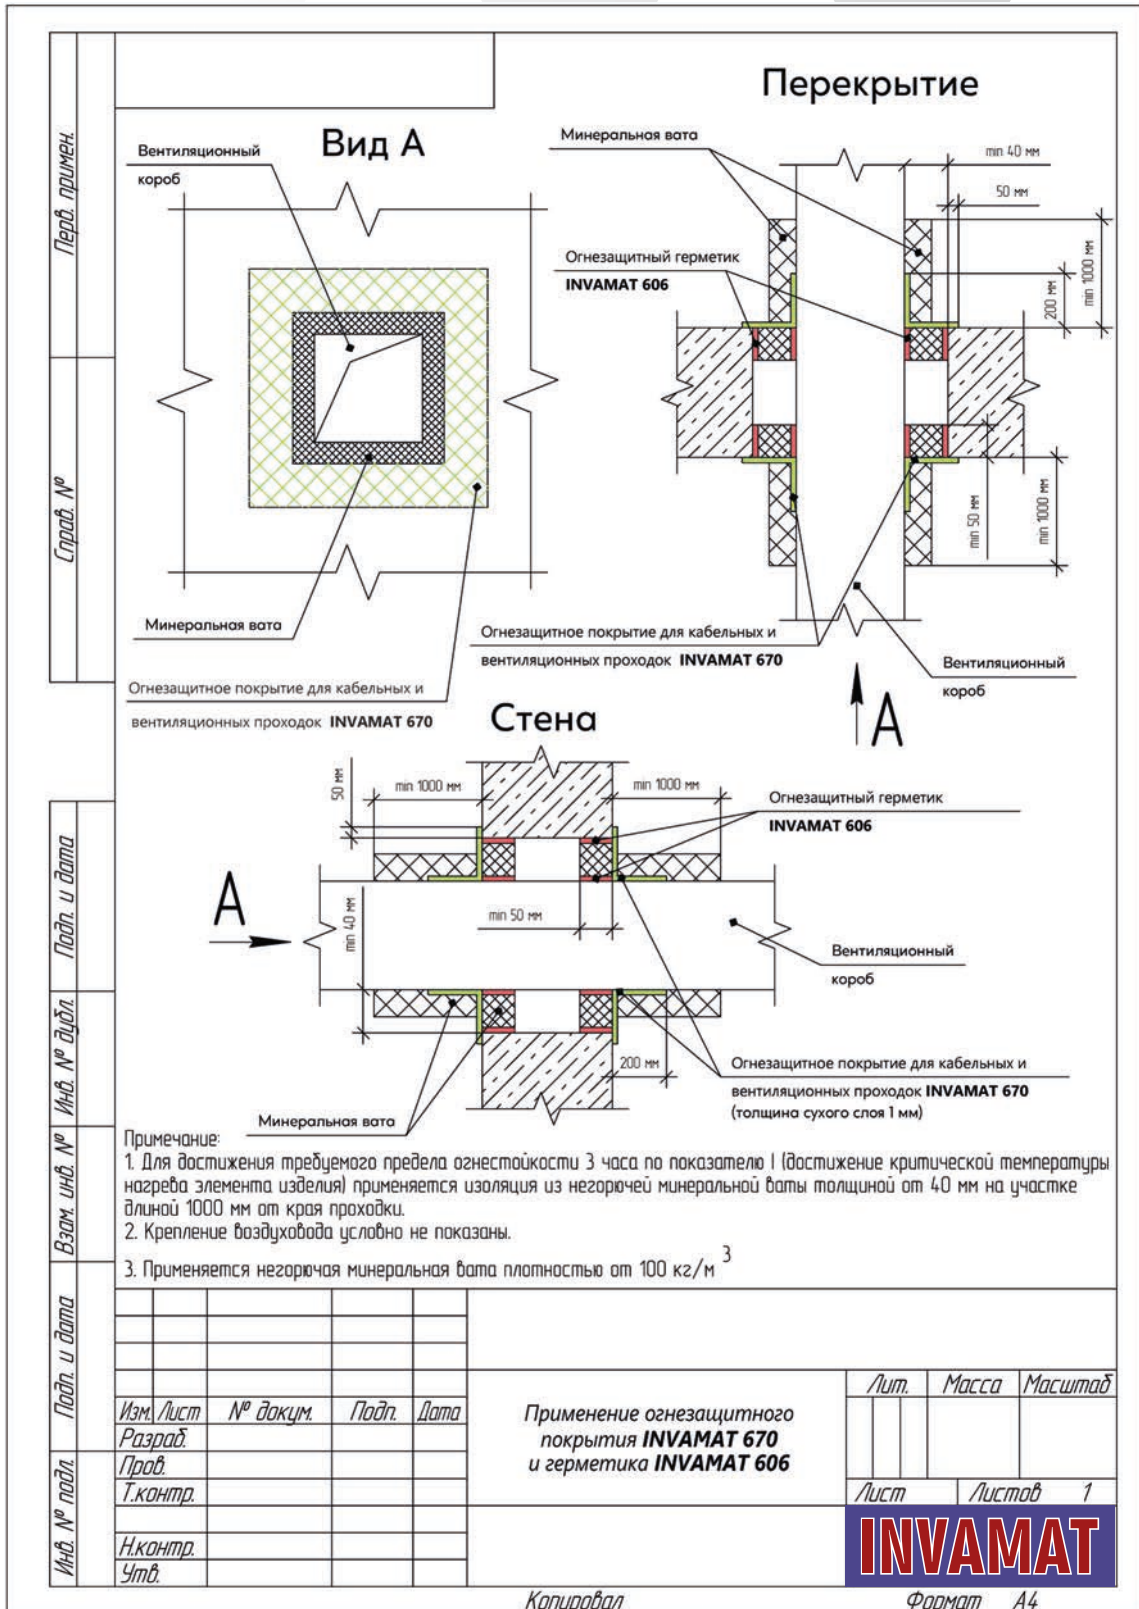 Перекрытие
Вид А
Вентиляционный
короб
Минеральная вата
min 40 мм
50 мм
Огнезащитный герметик
INVAMAT 606
200 мм
min 1000 мм
min 50 мм
min 1000 мм
Минеральная вата
Огнезащитное покрытие для кабельных и
вентиляционных проходок INVAMAT 670
Огнезащитное покрытие для кабельных и
вентиляционных проходок INVAMAT 670
Вентиляционный
короб
А
Стена
50 мм
min 1000 мм
min 1000 мм
Огнезащитный герметик
INVAMAT 606
А
min 40 мм
min 50 мм
Вентиляционный
короб
200 мм
Огнезащитное покрытие для кабельных и
вентиляционных проходок INVAMAT 670
(толщина сухого слоя 1 мм)
Минеральная вата
Примечание:
1. Для достижения требуемого предела огнестойкости 3 часа по показателю I (достижение критической температуры
нагрева элемента изделия) применяется изоляция из негорючей минеральной ваты толщиной от 40 мм на участке
длиной 1000 мм от края проходки.
2. Крепление воздуховода условно не показаны.
3. Применяется негорючая минеральная вата плотностью от 100 кг/м 3
Перв. примен.
Справ. №
Подп. и дата
Инв. № дубл.
Взам. инв. №
Подп. и дата
Инв. № подл.
Изм. Лист № докум. Подп. Дата
Разраб.
Пров.
Т.контр.
Н.контр.
Утв.
Применение огнезащитного
покрытия INVAMAT 670
и герметика INVAMAT 606
Лит. Масса Масштаб
Лист Листов 1
INVAMAT
Копировал Формат А4